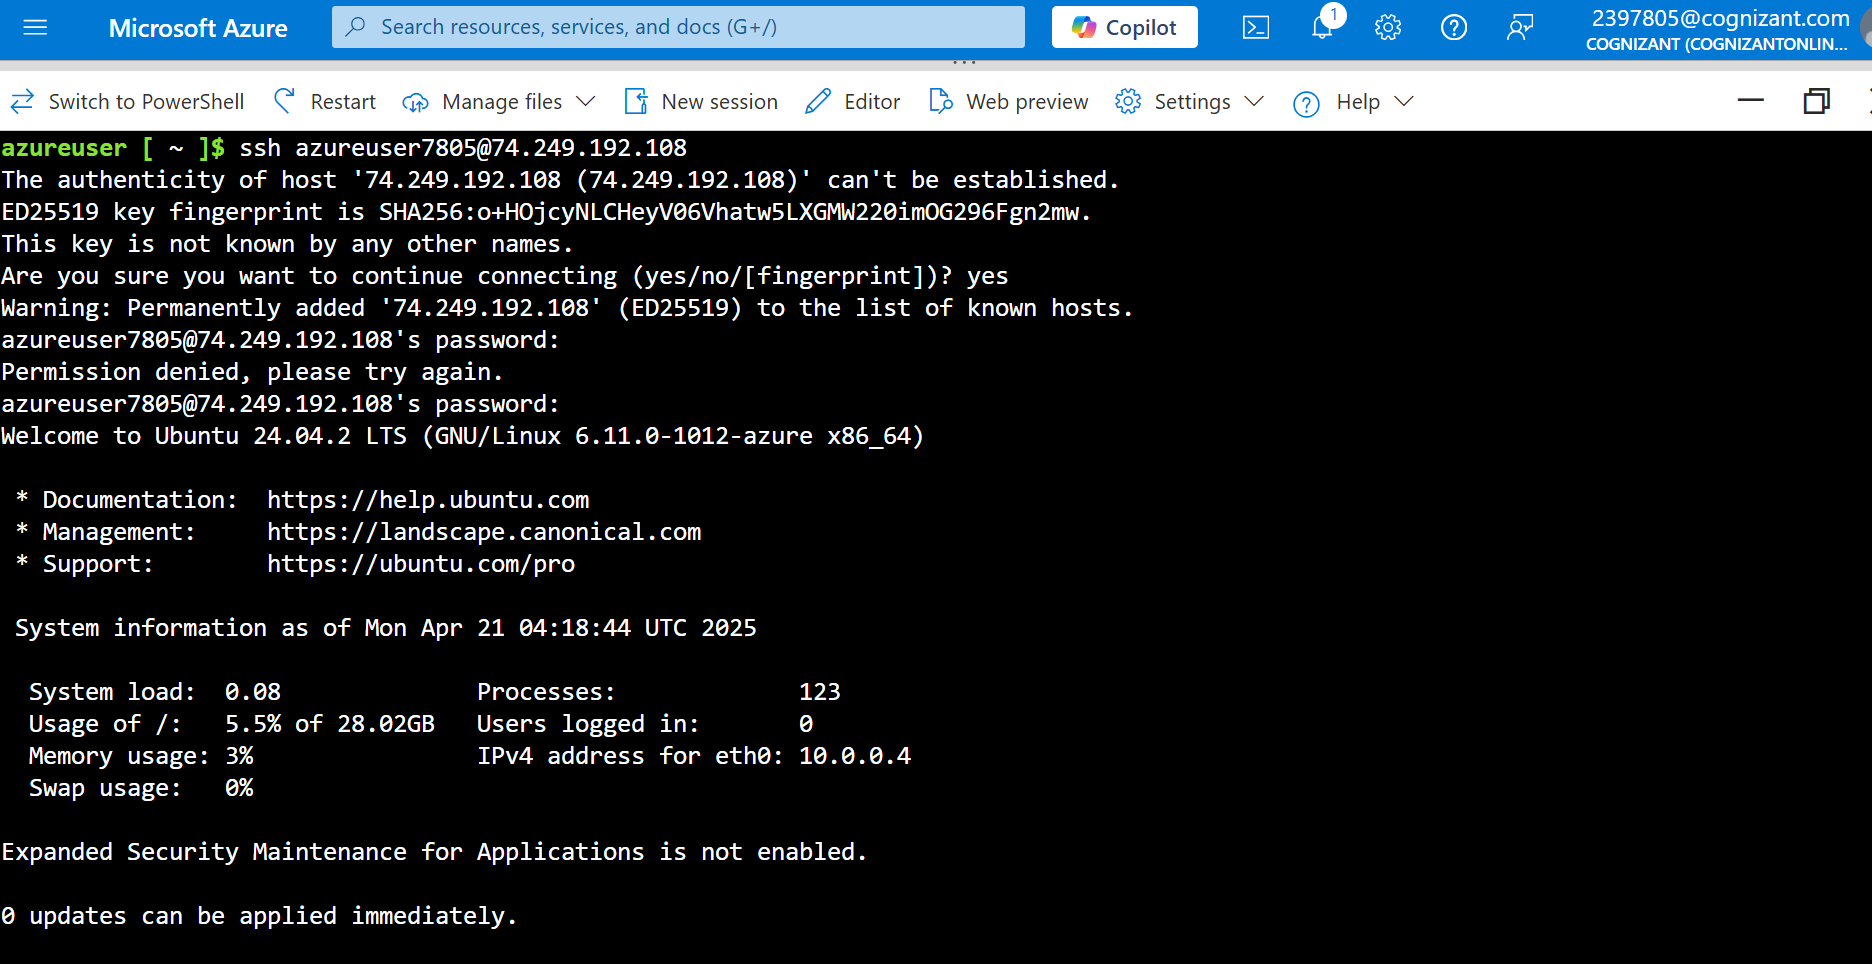 Microsoft Azure
Search resources, services, and docs (G+/)
Copilot
1
2397805@cognizant.com
COGNIZANT (COGNIZANTONLIN...
Switch to PowerShell
Restart
Manage files
New session
Editor
Web preview
Settings
Help
azureuser [ ~ ]$ ssh azureuser7805@74.249.192.108
The authenticity of host '74.249.192.108 (74.249.192.108)' can't be established.
ED25519 key fingerprint is SHA256:o+HOjcyNLCHeyV06Vhatw5LXGMW220imOG296Fgn2mw.
This key is not known by any other names.
Are you sure you want to continue connecting (yes/no/[fingerprint])? yes
Warning: Permanently added '74.249.192.108' (ED25519) to the list of known hosts.
azureuser7805@74.249.192.108's password:
Permission denied, please try again.
azureuser7805@74.249.192.108's password:
Welcome to Ubuntu 24.04.2 LTS (GNU/Linux 6.11.0-1012-azure x86_64)
* Documentation:  https://help.ubuntu.com
* Management:     https://landscape.canonical.com
* Support:        https://ubuntu.com/pro
System information as of Mon Apr 21 04:18:44 UTC 2025
System load:  0.08              Processes:             123
Usage of /:   5.5% of 28.02GB   Users logged in:       0
Memory usage: 3%                IPv4 address for eth0: 10.0.0.4
Swap usage:   0%
Expanded Security Maintenance for Applications is not enabled.
0 updates can be applied immediately.